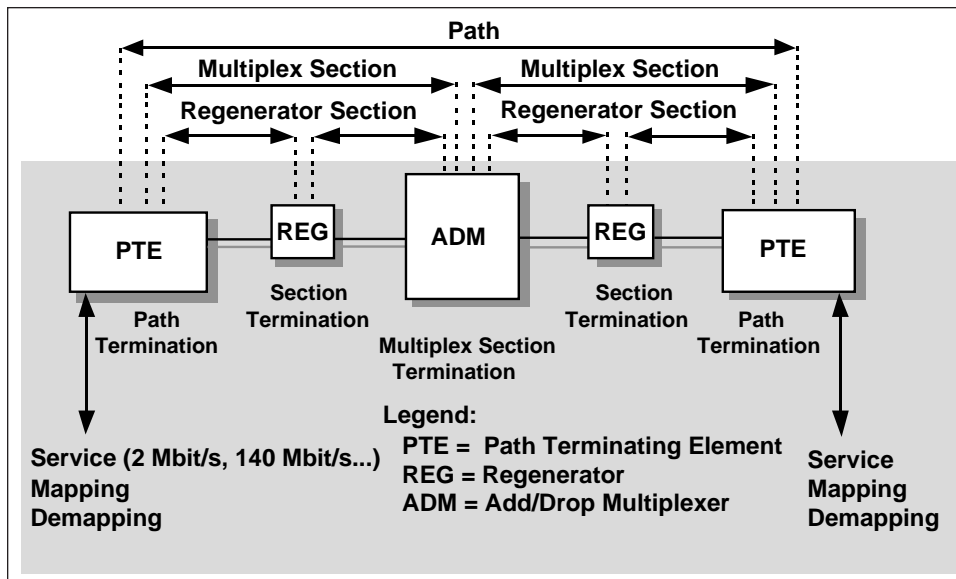 Path
Multiplex Section
Multiplex Section
Regenerator Section
Regenerator Section
PTE
REG
ADM
REG
PTE
Path
Termination
Section
Termination
Multiplex Section
Termination
Section
Termination
Path
Termination
Service (2 Mbit/s, 140 Mbit/s...)
Mapping
Demapping
Legend:
PTE = Path Terminating Element
REG = Regenerator
ADM = Add/Drop Multiplexer
Service
Mapping
Demapping